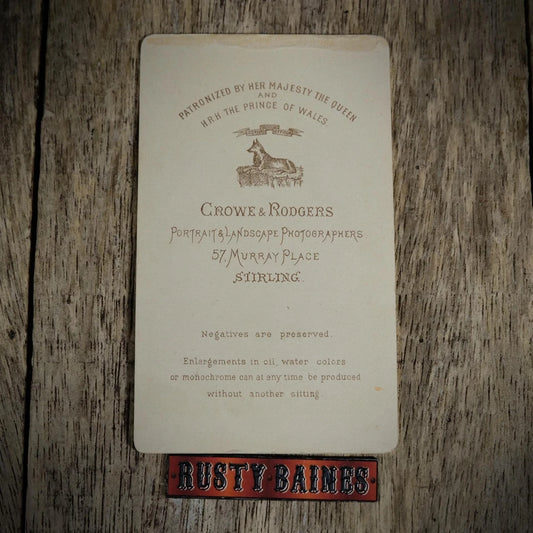 PATRONIZED BY HER MAJESTY THE QUEEN
AND
H.R.H. THE PRINCE OF WALES.
CROWE & RODGERS
PORTRAIT & LANDSCAPE PHOTOGRAPHERS
57, MURRAY PLACE
STIRLING.
Negatives are preserved.
Enlargements in oil, water colors
or monochrome can at any time be produced
without another sitting.
RUSTY·BAINES